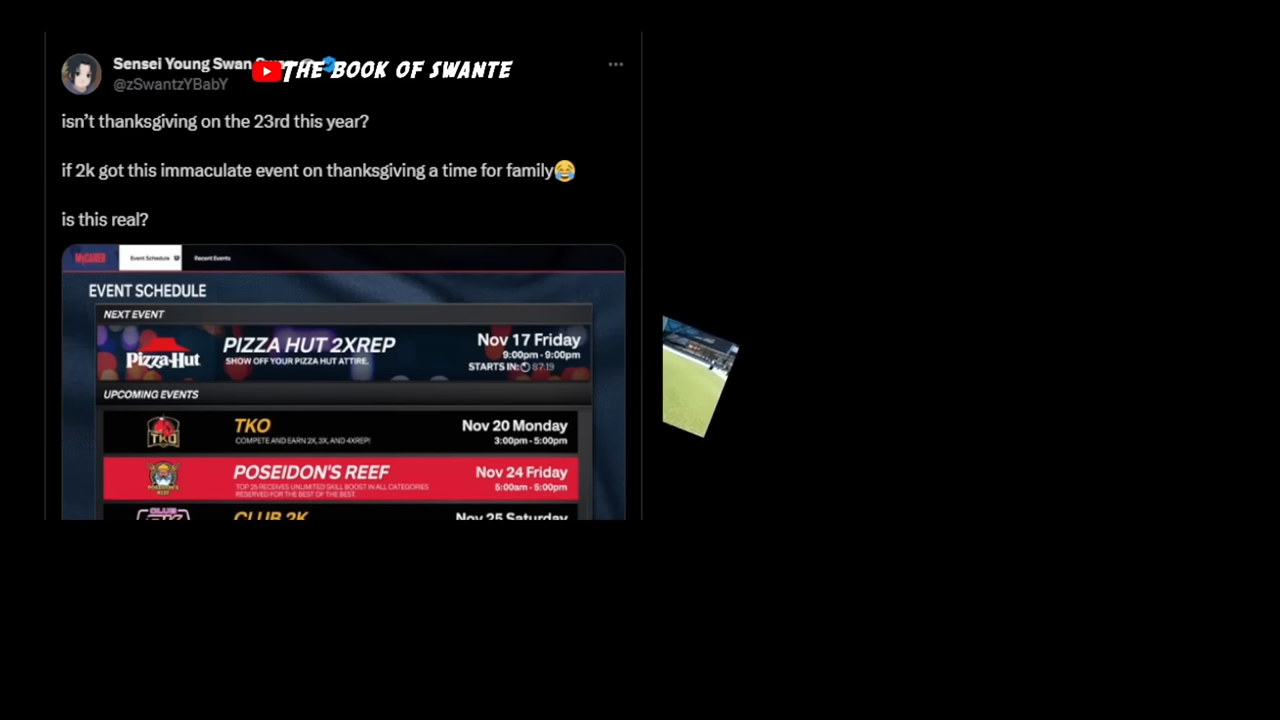 Sensei Young Swan
THE BOOK OF SWANTE
@zSwantzYBabY
isn't thanksgiving on the 23rd this year?
if 2k got this immaculate event on thanksgiving a time for family😂
is this real?
MyCAREER Event Schedule Recent Events
EVENT SCHEDULE
NEXT EVENT
Pizza Hut
PIZZA HUT 2XREP
SHOW OFF YOUR PIZZA HUT ATTIRE.
Nov 17 Friday
9:00pm - 9:00pm
STARTS IN: 87:19
UPCOMING EVENTS
TKO
TKO
COMPETE AND EARN 2X, 3X, AND 4XREP!
Nov 20 Monday
3:00pm - 5:00pm
POSEIDON'S REEF
TOP 25 RECEIVES UNLIMITED SKILL BOOST IN ALL CATEGORIES
RESERVED FOR THE BEST OF THE BEST.
Nov 24 Friday
5:00am - 5:00pm
CLUB 2K
Nov 25 Saturday